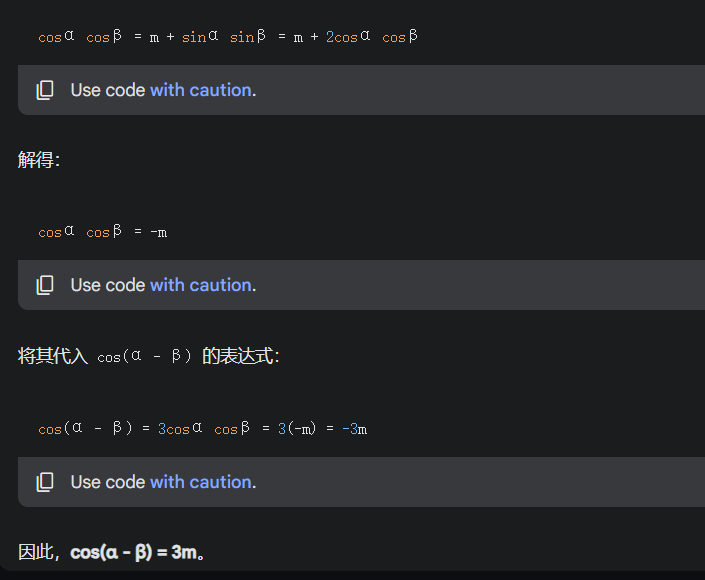 cosα cosβ = m + sinα sinβ = m + 2cosα cosβ
Use code with caution.
解得：
cosα cosβ = -m
Use code with caution.
将其代入 cos(α - β) 的表达式：
cos(α - β) = 3cosα cosβ = 3(-m) = -3m
Use code with caution.
因此，cos(α - β) = 3m。